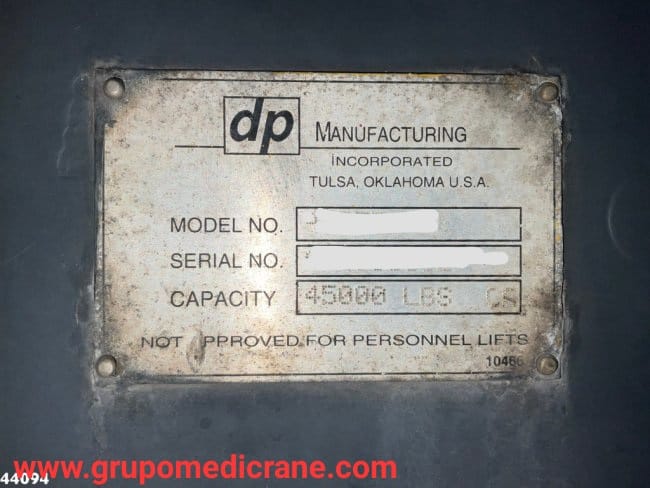 dp MANUFACTURING
INCORPORATED
TULSA, OKLAHOMA U.S.A.
MODEL NO.
SERIAL NO.
CAPACITY 45000 LBS CS
NOT PPROVED FOR PERSONNEL LIFTS
44094
www.grupomedicrane.com